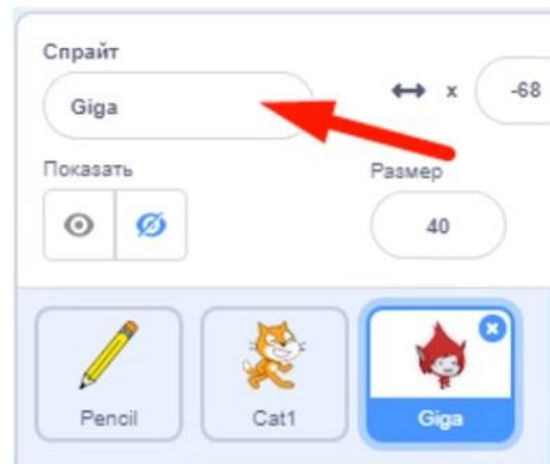 Спрайт
Giga
x -68
Показать
Размер
40
Pencil
Cat1
Giga